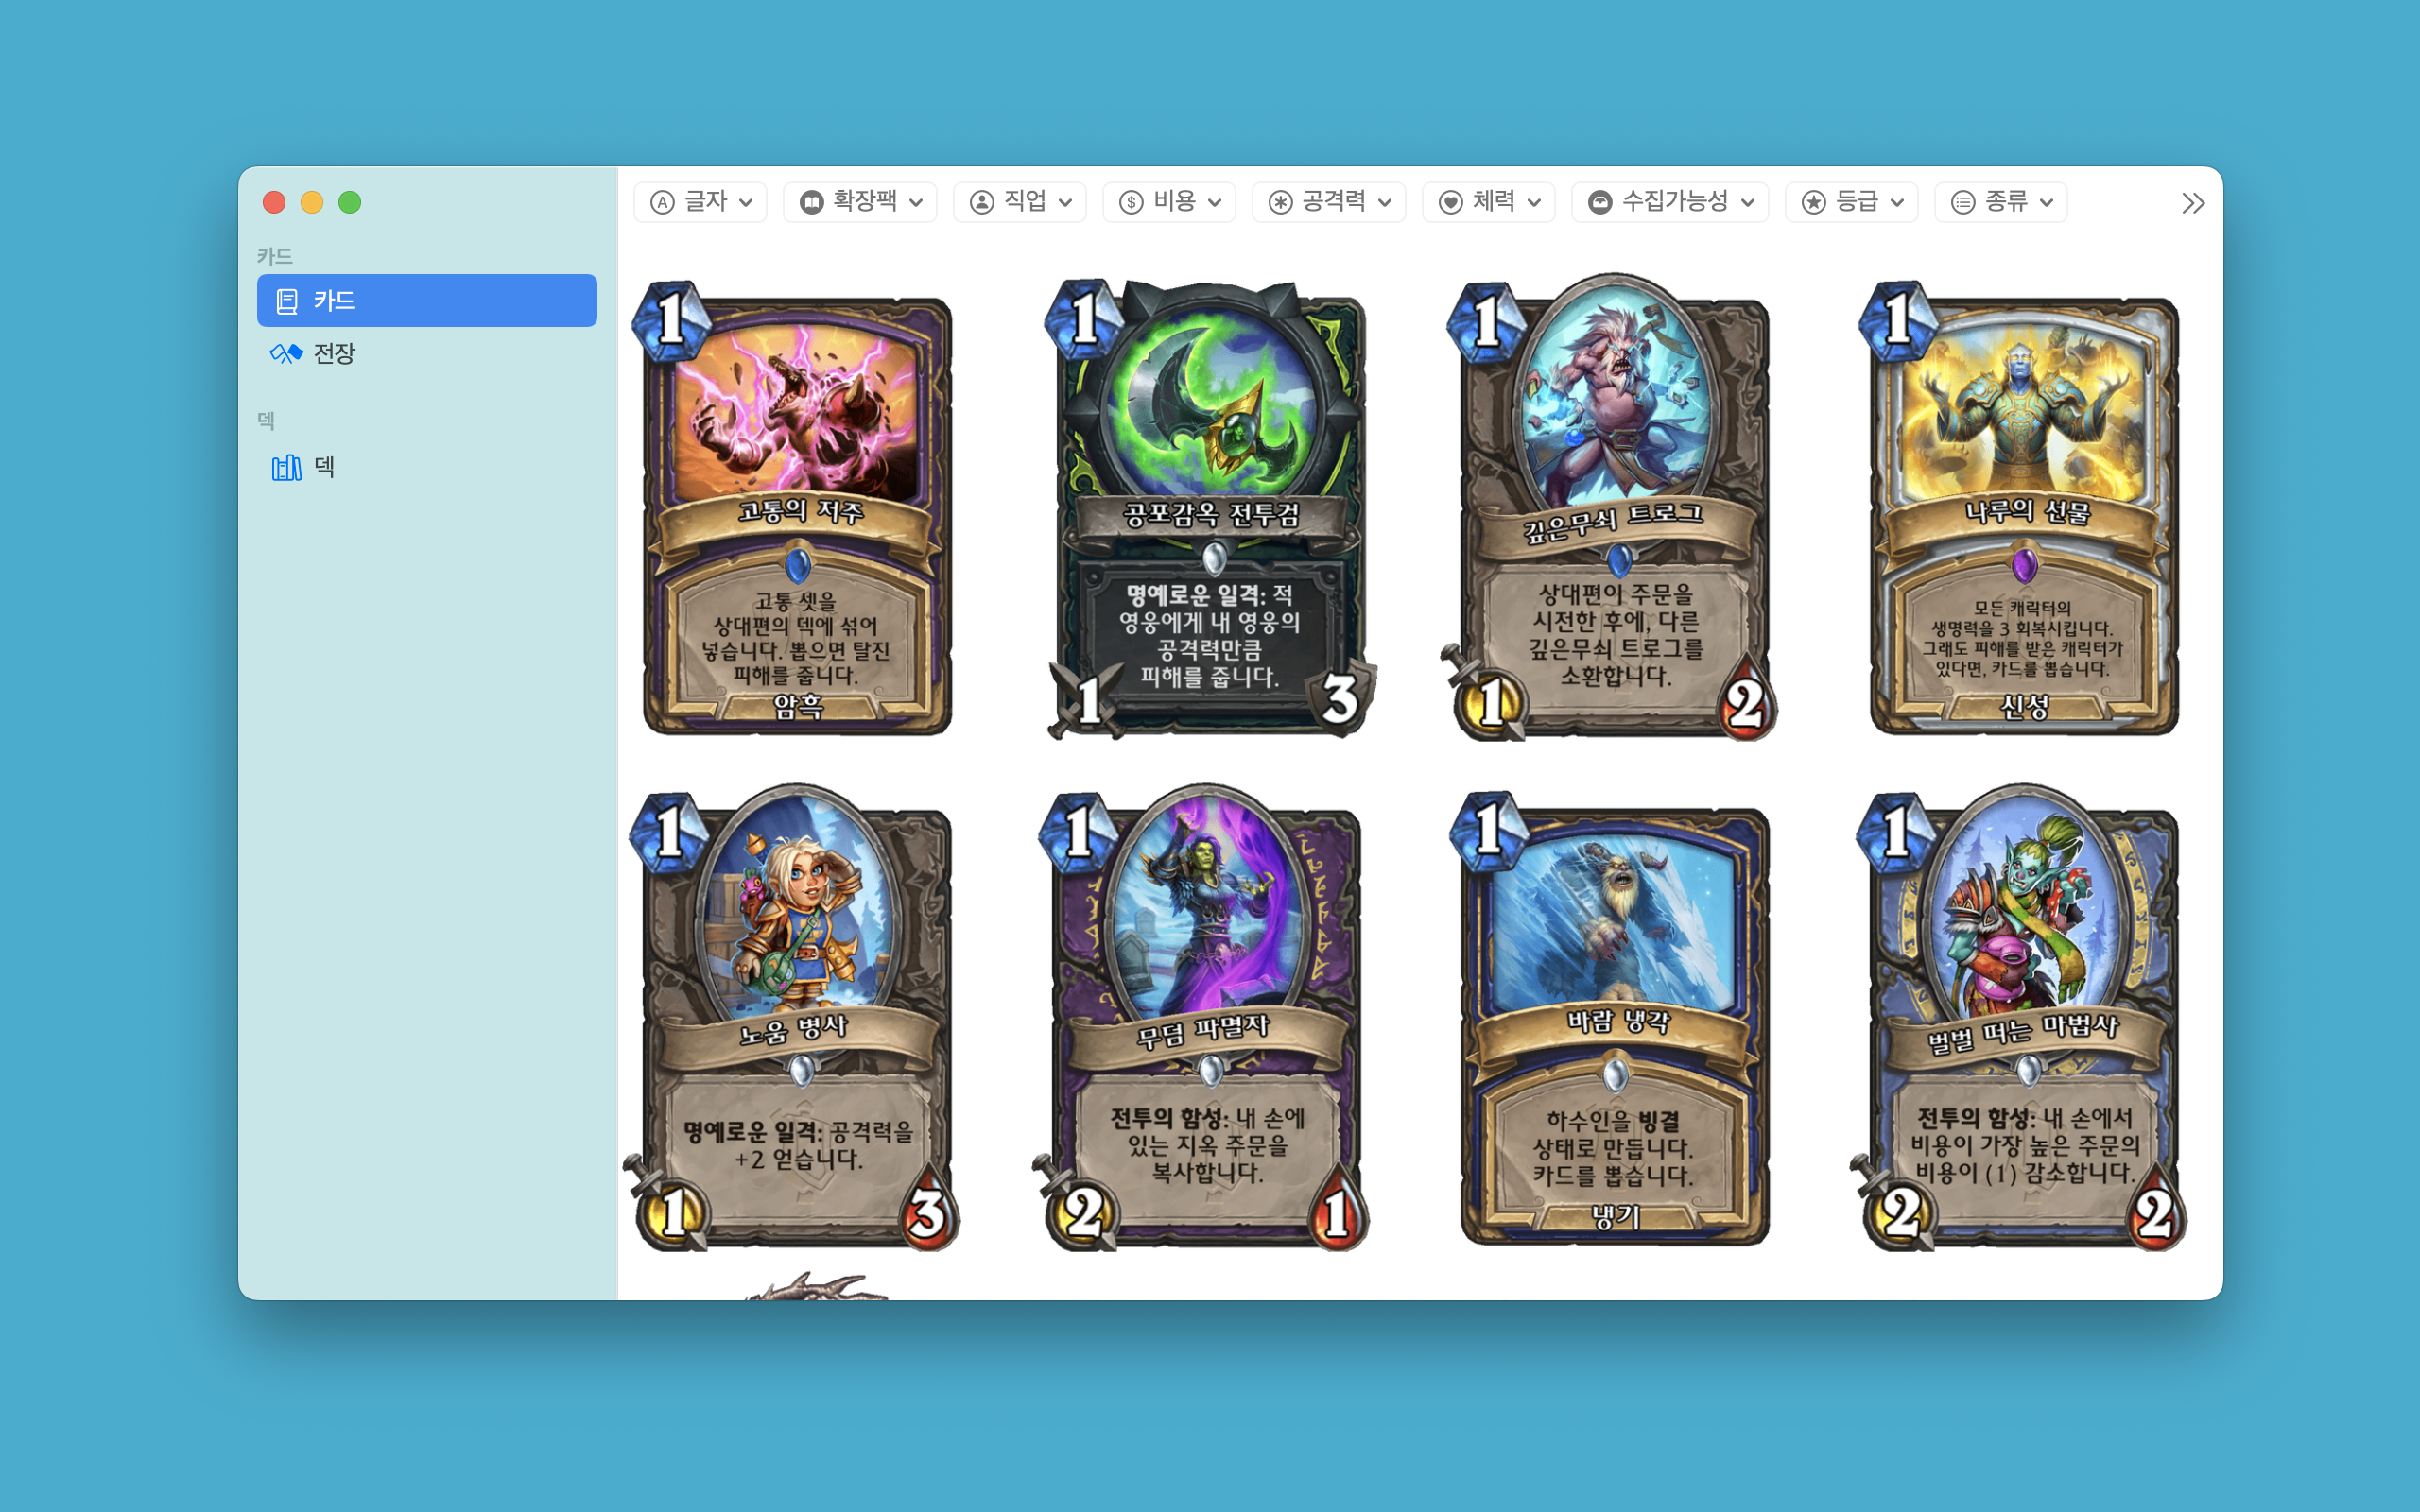 글자
확장팩
직업
비용
공격력
체력
수집가능성
등급
종류
카드
카드
전장
덱
덱
1
고통의 저주
고통 셋을
상대편의 덱에 섞어
넣습니다. 뽑으면 탈진
피해를 줍니다.
암흑
1
공포감옥 전투검
명예로운 일격: 적
영웅에게 내 영웅의
공격력만큼
피해를 줍니다.
1
3
1
깊은무쇠 트로그
상대편이 주문을
시전한 후에, 다른
깊은무쇠 트로그를
소환합니다.
1
2
1
나루의 선물
모든 캐릭터의
생명력을 3 회복시킵니다.
그래도 피해를 받은 캐릭터가
있다면, 카드를 뽑습니다.
신성
1
노움 병사
명예로운 일격: 공격력을
+2 얻습니다.
1
3
1
무덤 파멸자
전투의 함성: 내 손에
있는 지옥 주문을
복사합니다.
2
1
1
바람 냉각
하수인을 빙결
상태로 만듭니다.
카드를 뽑습니다.
냉기
1
벌벌 떠는 마법사
전투의 함성: 내 손에서
비용이 가장 높은 주문의
비용이 (1) 감소합니다.
2
2